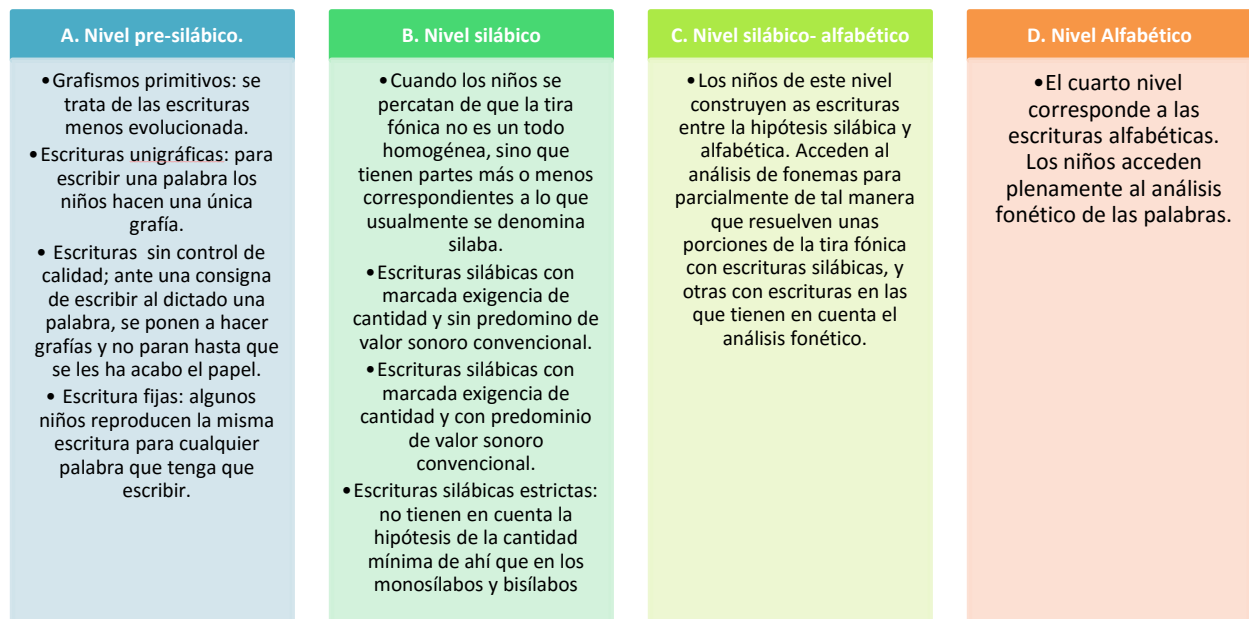 A. Nivel pre-silábico.
•Grafismos primitivos: se
trata de las escrituras
menos evolucionada.
•Escrituras unigráficas: para
escribir una palabra los
niños hacen una única
grafía.
• Escrituras sin control de
calidad; ante una consigna
de escribir al dictado una
palabra, se ponen a hacer
grafías y no paran hasta que
se les ha acabo el papel.
• Escritura fijas: algunos
niños reproducen la misma
escritura para cualquier
palabra que tenga que
escribir.
B. Nivel silábico
•Cuando los niños se
percatan de que la tira
fónica no es un todo
homogénea, sino que
tienen partes más o menos
correspondientes a lo que
usualmente se denomina
silaba.
•Escrituras silábicas con
marcada exigencia de
cantidad y sin predomino de
valor sonoro convencional.
•Escrituras silábicas con
marcada exigencia de
cantidad y con predominio
de valor sonoro
convencional.
•Escrituras silábicas estrictas:
no tienen en cuenta la
hipótesis de la cantidad
mínima de ahí que en los
monosílabos y bisílabos
C. Nivel silábico- alfabético
•Los niños de este nivel
construyen as escrituras
entre la hipótesis silábica y
alfabética. Acceden al
análisis de fonemas para
parcialmente de tal manera
que resuelven unas
porciones de la tira fónica
con escrituras silábicas, y
otras con escrituras en las
que tienen en cuenta el
análisis fonético.
D. Nivel Alfabético
•El cuarto nivel
corresponde a las
escrituras alfabéticas.
Los niños acceden
plenamente al análisis
fonético de las palabras.